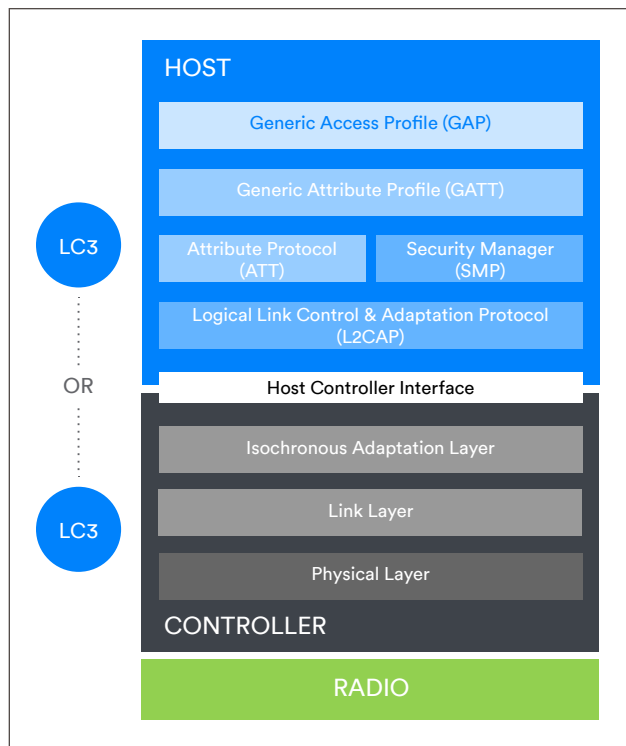 HOST
Generic Access Profile (GAP)
Generic Attribute Profile (GATT)
LC3
Attribute Protocol
(ATT)
Security Manager
(SMP)
Logical Link Control & Adaptation Protocol
(L2CAP)
OR
Host Controller Interface
Isochronous Adaptation Layer
LC3
Link Layer
Physical Layer
CONTROLLER
RADIO